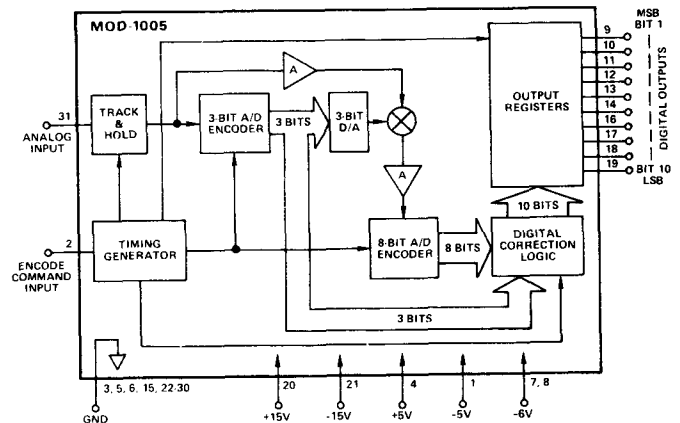 MOD-1005
MSB
BIT 1
9
10
11
12
13
14
16
17
18
19
BIT 10
LSB
DIGITAL OUTPUTS
OUTPUT
REGISTERS
A
31
ANALOG
INPUT
TRACK
&
HOLD
3-BIT A/D
ENCODER
3 BITS
3-BIT
D/A
A
10 BITS
2
ENCODE
COMMAND
INPUT
TIMING
GENERATOR
8-BIT A/D
ENCODER
8 BITS
DIGITAL
CORRECTION
LOGIC
3 BITS
3, 5, 6, 15, 22-30
GND
20
+15V
21
-15V
4
+5V
1
-5V
7, 8
-6V